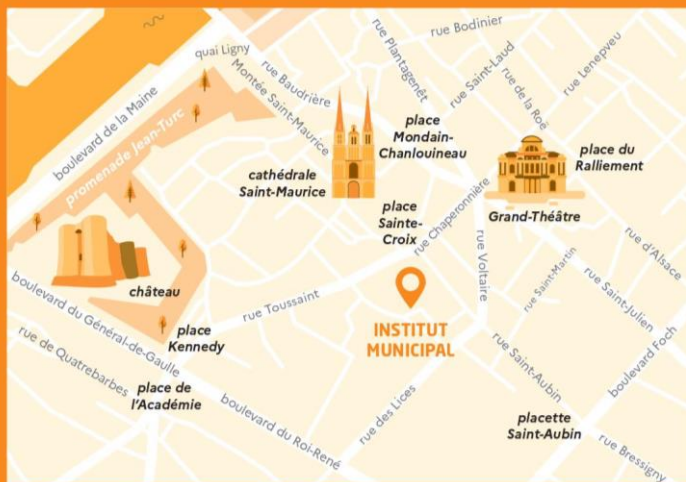 quai Ligny
rue Baudrière
Montée Saint-Maurice
boulevard de la Maine
promenade Jean-Turc
rue Plantagenêt
rue Bodinier
rue Saint-Laud
rue de la Roë
rue Lenepveu
place
Mondain-
Chanlouineau
place du
Ralliement
cathédrale
Saint-Maurice
place
Sainte-
Croix
rue Chaperonnière
Grand-Théâtre
rue d'Alsace
château
rue Voltaire
rue Saint-Martin
rue Saint-Julien
boulevard du Général-de-Gaulle
rue Toussaint
place
Kennedy
INSTITUT
MUNICIPAL
rue de Quatrebarbes
place de
l'Académie
boulevard du Roi-René
rue des Lices
rue Saint-Aubin
boulevard Foch
placette
Saint-Aubin
rue Bressigny